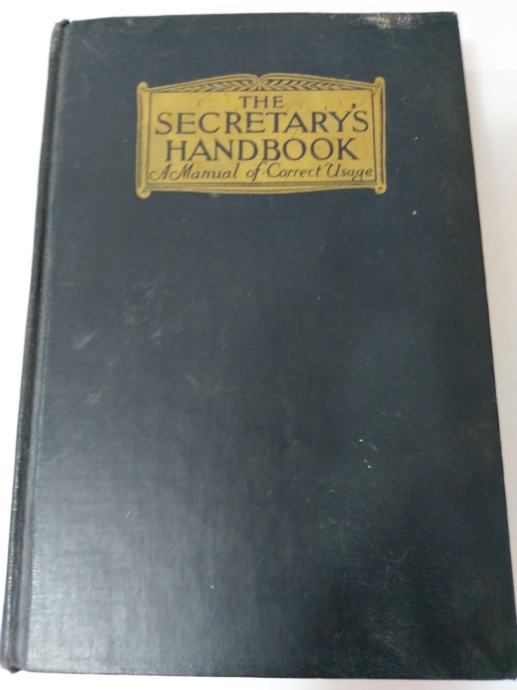 THE
SECRETARY'S
HANDBOOK
A Manual of Correct Usage